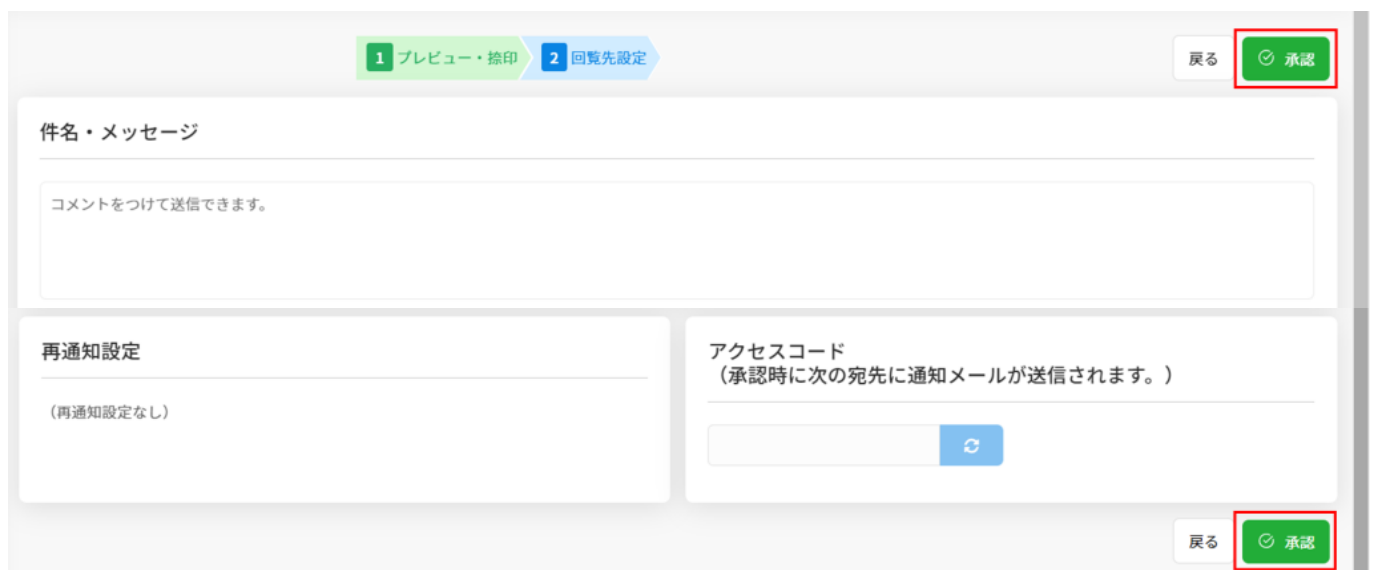 1 プレビュー・捺印 2 回覧先設定 戻る 承認
件名・メッセージ
コメントをつけて送信できます。
再通知設定
(再通知設定なし)
アクセスコード
(承認時に次の宛先に通知メールが送信されます。)
戻る 承認